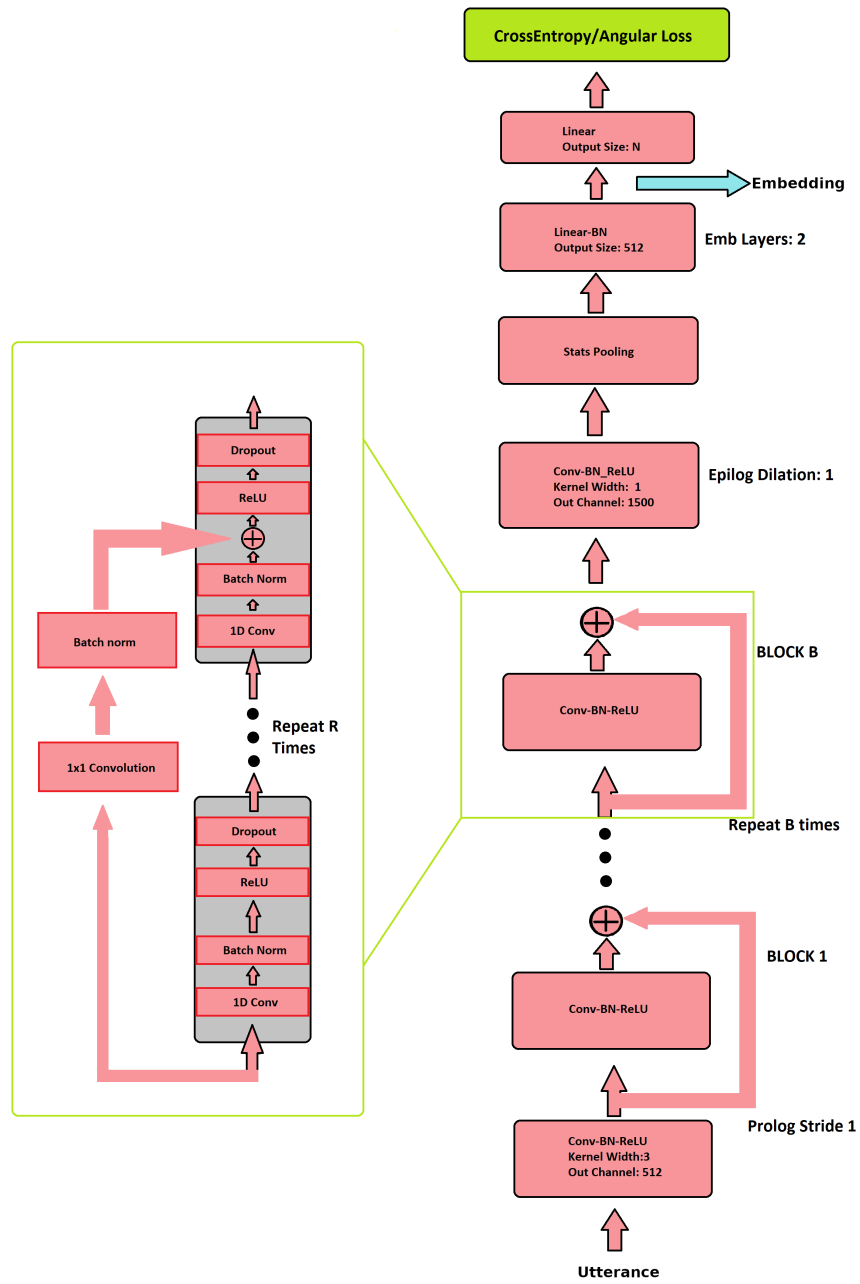 CrossEntropy/Angular Loss
Linear
Output Size: N
Embedding
Linear-BN
Output Size: 512
Emb Layers: 2
Stats Pooling
Conv-BN_ReLU
Kernel Width:  1
Out Channel: 1500
Epilog Dilation: 1
BLOCK B
Conv-BN-ReLU
Repeat B times
BLOCK 1
Conv-BN-ReLU
Prolog Stride 1
Conv-BN-ReLU
Kernel Width:3
Out Channel: 512
Utterance
Dropout
ReLU
Batch Norm
1D Conv
Batch norm
1x1 Convolution
Repeat R
Times
Dropout
ReLU
Batch Norm
1D Conv